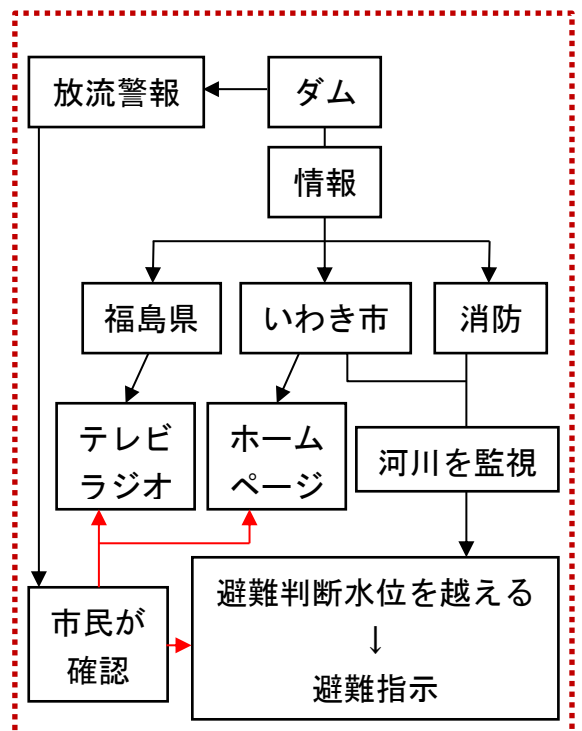 放流警報
ダム
情報
福島県
いわき市
消防
テレビ
ラジオ
ホーム
ページ
河川を監視
市民が
確認
避難判断水位を越える
↓
避難指示